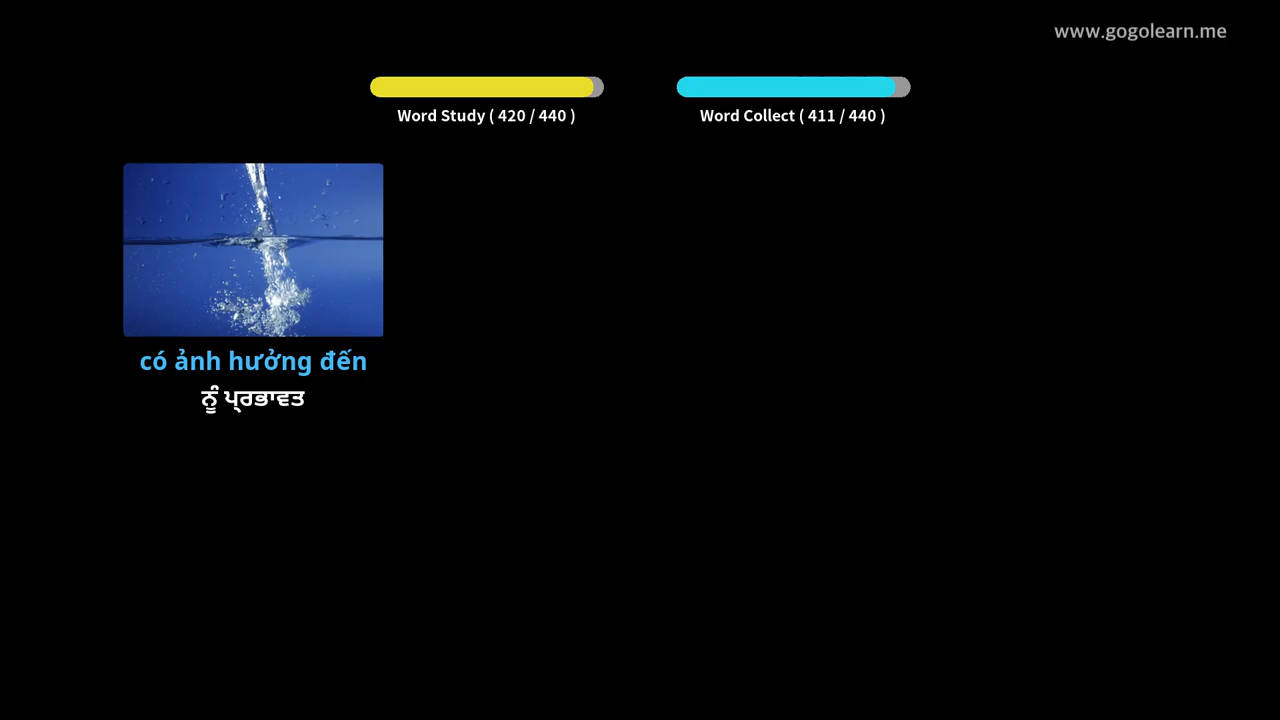 www.gogolearn.me
Word Study ( 420 / 440 )
Word Collect ( 411 / 440 )
có ảnh hưởng đến
ਨੂੰ ਪ੍ਰਭਾਵਤ